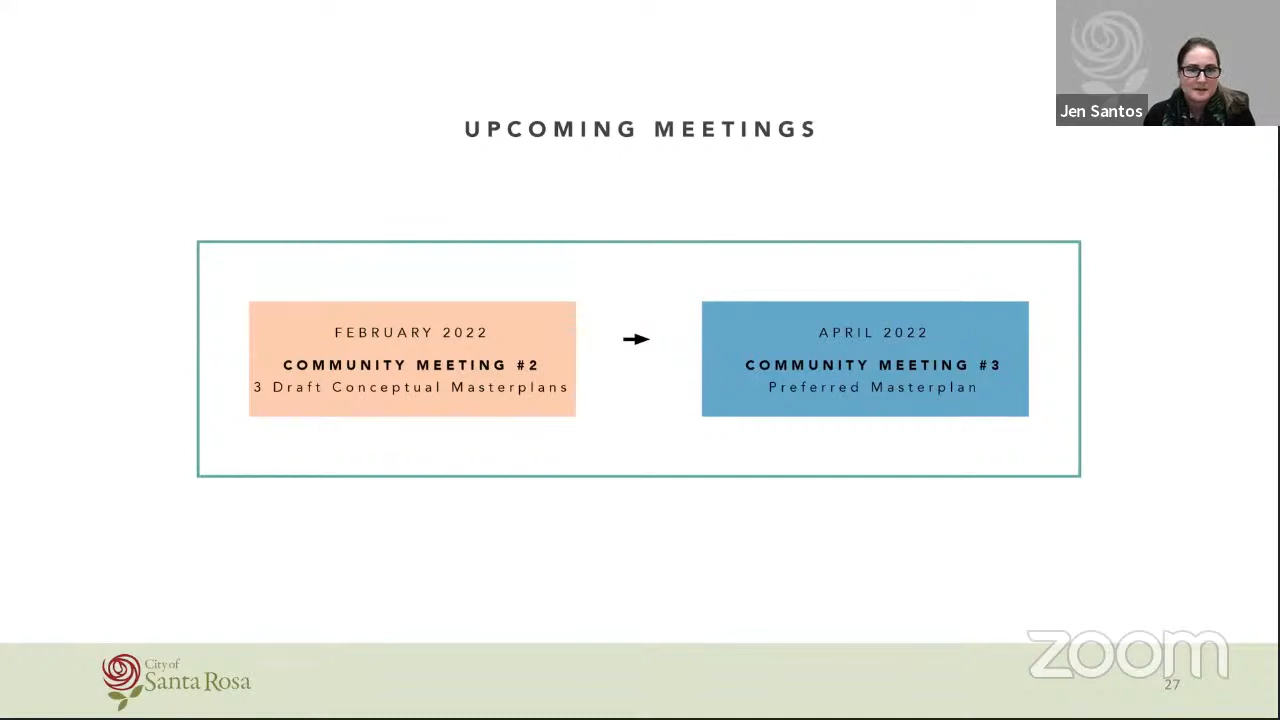 Jen Santos
UPCOMING MEETINGS
FEBRUARY 2022
COMMUNITY MEETING #2
3 Draft Conceptual Masterplans
APRIL 2022
COMMUNITY MEETING #3
Preferred Masterplan
City of
Santa Rosa
zoom
27